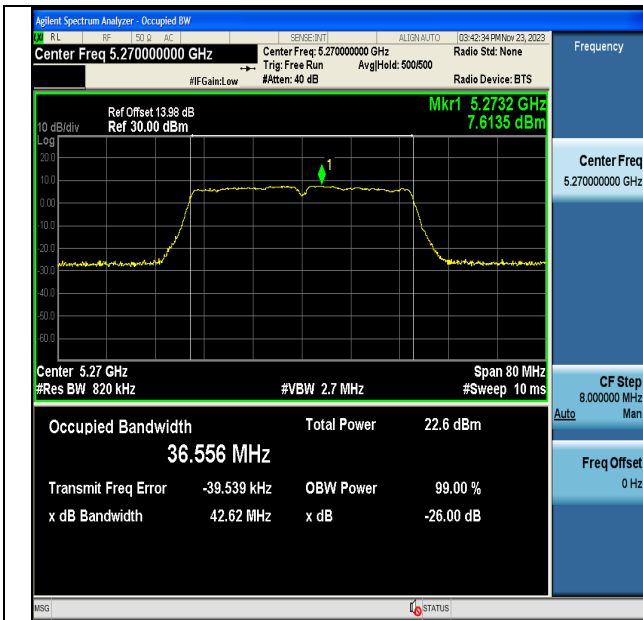 Agilent Spectrum Analyzer - Occupied BW
RL RF 50 Ω AC SENSE:INT ALIGN AUTO 03:42:34 PM Nov 23, 2023
Center Freq 5.270000000 GHz Center Freq: 5.270000000 GHz Radio Std: None
Trig: Free Run Avg|Hold: 500/500
#IFGain:Low #Atten: 40 dB Radio Device: BTS
Frequency
Ref Offset 13.98 dB Mkr1 5.2732 GHz
10 dB/div Ref 30.00 dBm 7.6135 dBm
Log
20.0
1
10.0
0.00
-10.0
-20.0
-30.0
-40.0
-50.0
-60.0
Center 5.27 GHz Span 80 MHz
#Res BW 820 kHz #VBW 2.7 MHz #Sweep 10 ms
Occupied Bandwidth Total Power 22.6 dBm
36.556 MHz
Transmit Freq Error -39.539 kHz OBW Power 99.00 %
x dB Bandwidth 42.62 MHz x dB -26.00 dB
Center Freq
5.270000000 GHz
CF Step
8.000000 MHz
Auto Man
Freq Offset
0 Hz
MSG STATUS